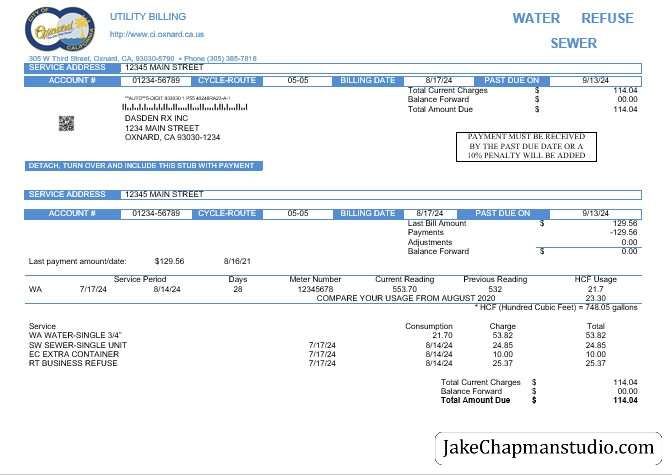 CITY OF
Oxnard
CALIFORNIA
UTILITY BILLING
http://www.ci.oxnard.ca.us
WATER REFUSE
SEWER
305 W Third Street, Oxnard, CA, 93030-5790 • Phone (305) 385-7816
SERVICE ADDRESS 12345 MAIN STREET
ACCOUNT # 01234-56789 CYCLE-ROUTE 05-05 BILLING DATE 8/17/24 PAST DUE ON 9/13/24
Total Current Charges $ 114.04
Balance Forward $ 00.00
Total Amount Due $ 114.04
DASDEN RX INC
1234 MAIN STREET
OXNARD, CA 93030-1234
PAYMENT MUST BE RECEIVED
BY THE PAST DUE DATE OR A
10% PENALTY WILL BE ADDED
DETACH, TURN OVER AND INCLUDE THIS STUB WITH PAYMENT
SERVICE ADDRESS 12345 MAIN STREET
ACCOUNT # 01234-56789 CYCLE-ROUTE 05-05 BILLING DATE 8/17/24 PAST DUE ON 9/13/24
Last Bill Amount $ 129.56
Payments -129.56
Adjustments 0.00
Balance Forward $ 0.00
Last payment amount/date: $129.56 8/16/21
Service Period Days Meter Number Current Reading Previous Reading HCF Usage
WA 7/17/24 8/14/24 28 12345678 553.70 532 21.7
COMPARE YOUR USAGE FROM AUGUST 2020 23.30
* HCF (Hundred Cubic Feet) = 748.05 gallons
Service Consumption Charge Total
WA WATER-SINGLE 3/4" 21.70 53.82 53.82
SW SEWER-SINGLE UNIT 7/17/24 8/14/24 24.85 24.85
EC EXTRA CONTAINER 7/17/24 8/14/24 10.00 10.00
RT BUSINESS REFUSE 7/17/24 8/14/24 25.37 25.37
Total Current Charges $ 114.04
Balance Forward $ 00.00
Total Amount Due $ 114.04
JakeChapmanstudio.com